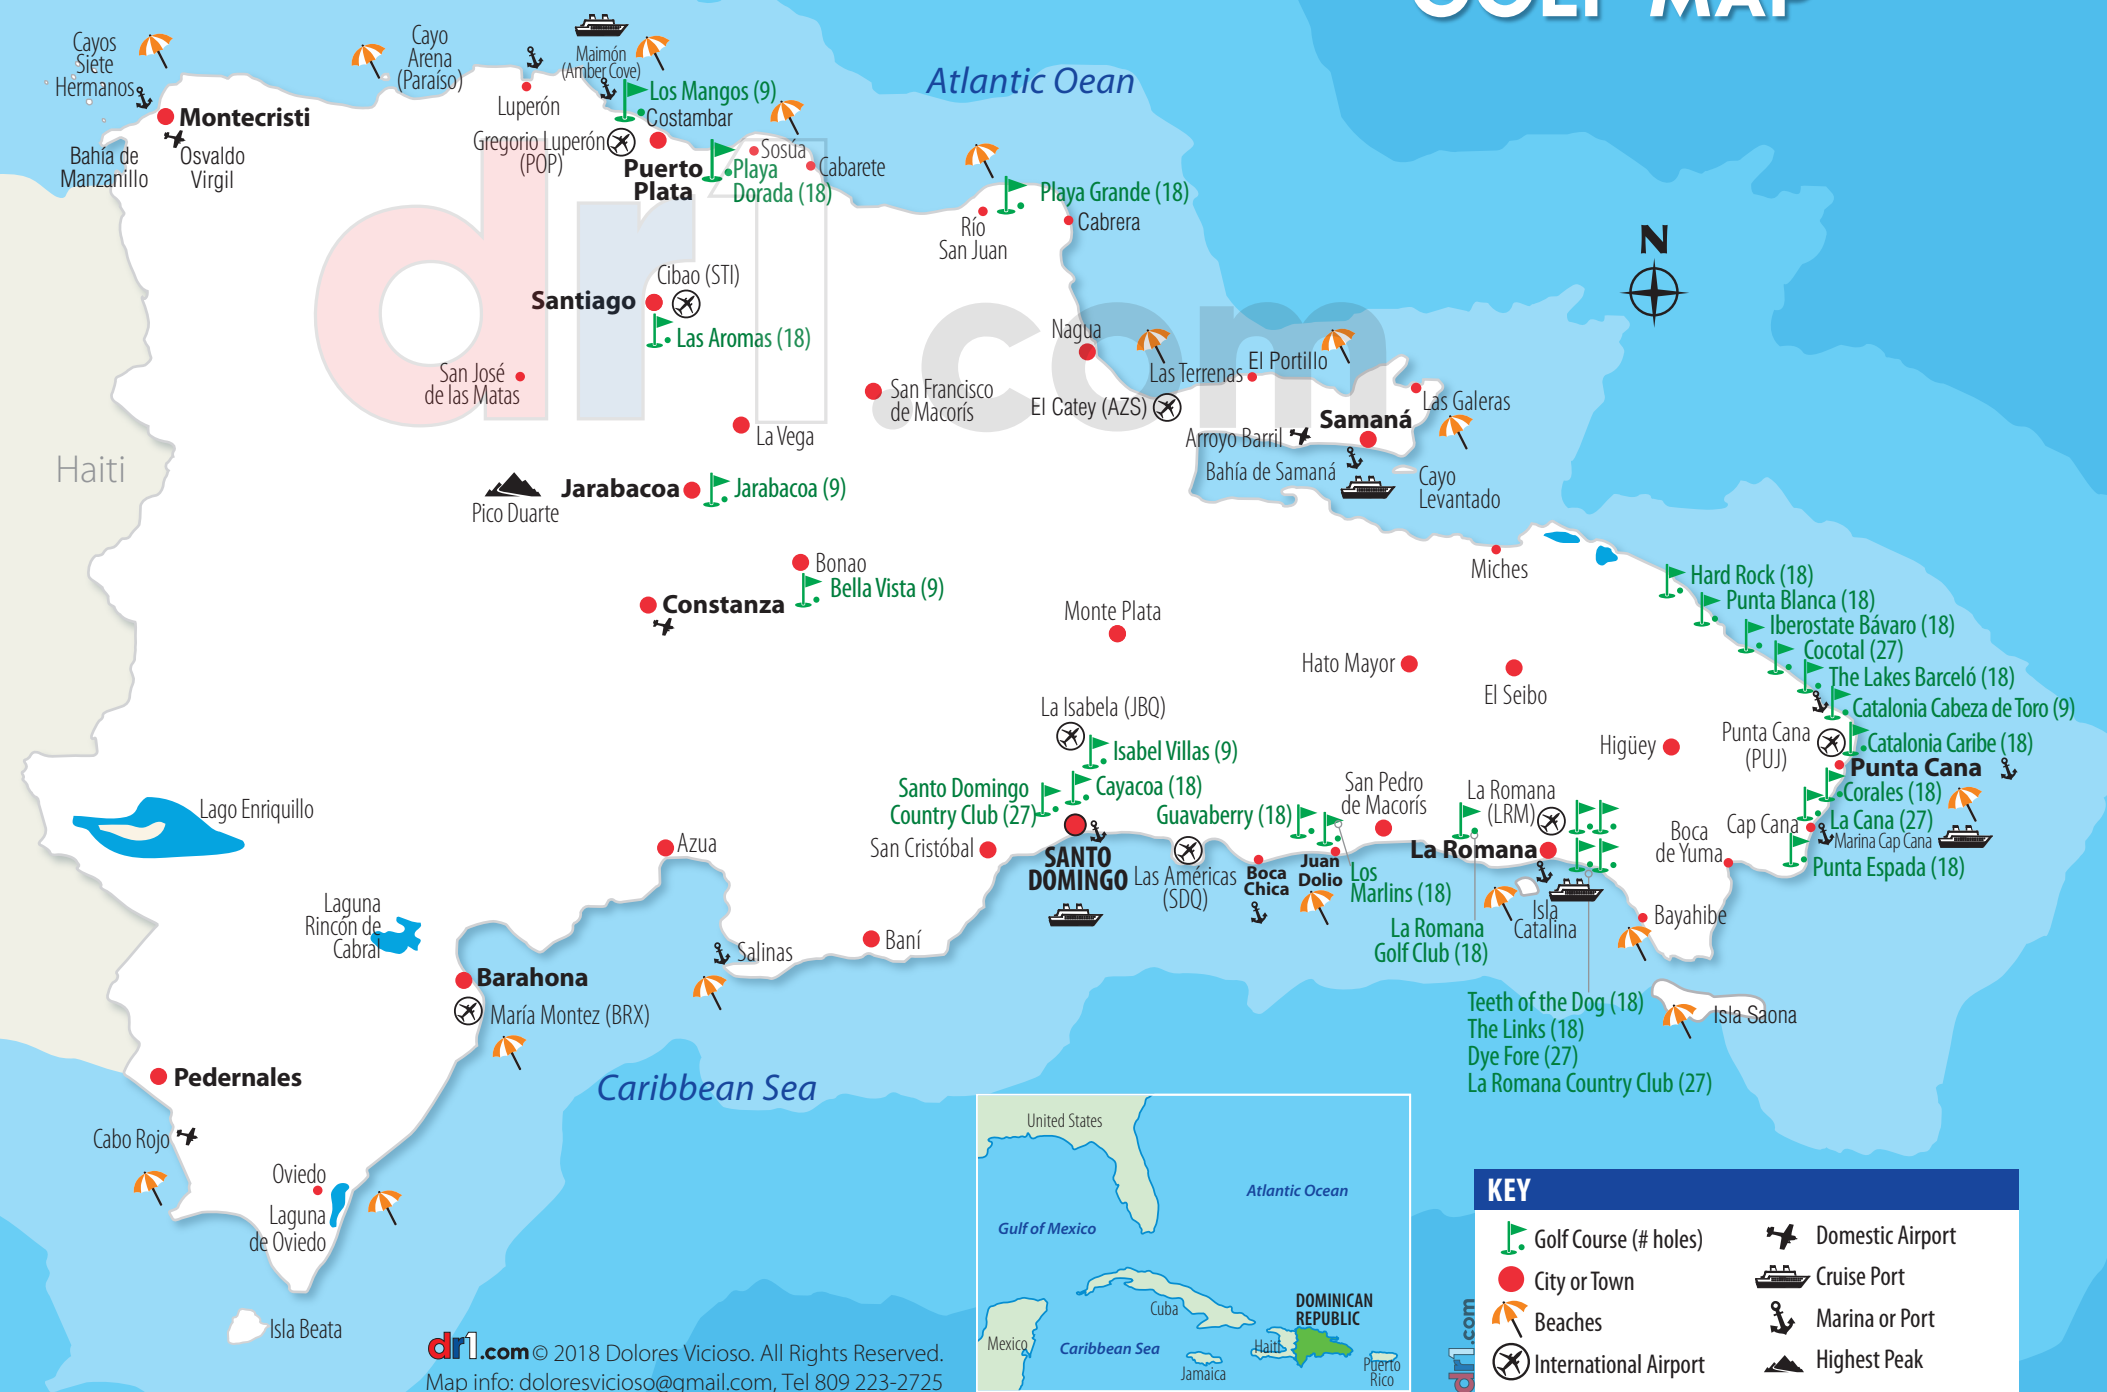 GOLF MAP
Cayos
Siete
Hermanos
Cayo
Arena
(Paraíso)
Maimón
(Amber Cove)
Luperón
Los Mangos (9)
Costambar
Atlantic Oean
Montecristi
Bahía de
Manzanillo
Osvaldo
Virgil
Gregorio Luperón
(POP)
Puerto
Plata
Sosúa
Playa
Dorada (18)
Cabarete
Playa Grande (18)
Río
San Juan
Cabrera
N
dr1.com
Cibao (STI)
Santiago
Las Aromas (18)
San José
de las Matas
Nagua
Las Terrenas
El Portillo
El Catey (AZS)
Las Galeras
Samaná
Arroyo Barril
Bahía de Samaná
Cayo
Levantado
San Francisco
de Macorís
La Vega
Haiti
Pico Duarte
Jarabacoa
Jarabacoa (9)
Bonao
Bella Vista (9)
Constanza
Monte Plata
Miches
Hato Mayor
El Seibo
Hard Rock (18)
Punta Blanca (18)
Iberostate Bávaro (18)
Cocotal (27)
The Lakes Barceló (18)
Catalonia Cabeza de Toro (9)
Catalonia Caribe (18)
Punta Cana
(PUJ)
Punta Cana
Higüey
Corales (18)
La Cana (27)
Cap Cana
Marina Cap Cana
Punta Espada (18)
Boca
de Yuma
La Isabela (JBQ)
Isabel Villas (9)
Santo Domingo
Country Club (27)
Cayacoa (18)
Guavaberry (18)
San Pedro
de Macorís
La Romana
(LRM)
La Romana
Lago Enriquillo
Azua
San Cristóbal
SANTO
DOMINGO
Las Américas
(SDQ)
Boca
Chica
Juan
Dolio
Los
Marlins (18)
La Romana
Golf Club (18)
Isla
Catalina
Bayahibe
Laguna
Rincón de
Cabral
Salinas
Baní
Barahona
María Montez (BRX)
Teeth of the Dog (18)
The Links (18)
Dye Fore (27)
La Romana Country Club (27)
Isla Saona
Pedernales
Caribbean Sea
Cabo Rojo
Oviedo
Laguna
de Oviedo
Isla Beata
United States
Atlantic Ocean
Gulf of Mexico
Cuba
DOMINICAN
REPUBLIC
Mexico
Caribbean Sea
Haiti
Jamaica
Puerto
Rico
KEY
Golf Course (# holes)
City or Town
Beaches
International Airport
Domestic Airport
Cruise Port
Marina or Port
Highest Peak
dr1.com
dr1.com © 2018 Dolores Vicioso. All Rights Reserved.
Map info: doloresvicioso@gmail.com, Tel 809 223-2725